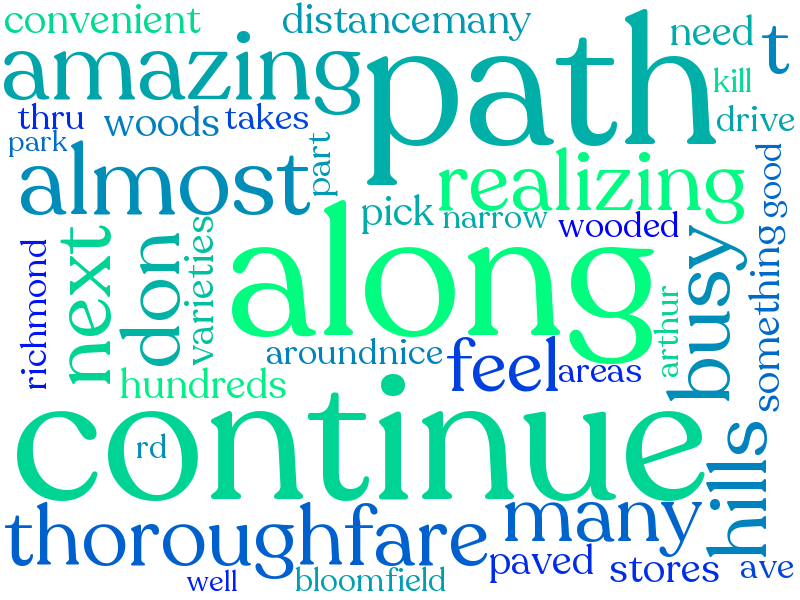 convenient
distancemany
need
t
amazing
path
kill
thru
woods
takes
drive
park
almost
part
realizing
good
pick
narrow
wooded
along
next
don
varieties
richmond
busy
something
arthur
aroundnice
feel
areas
hundreds
continue
rd
hills
thoroughfare
many
paved
stores
ave
well
bloomfield